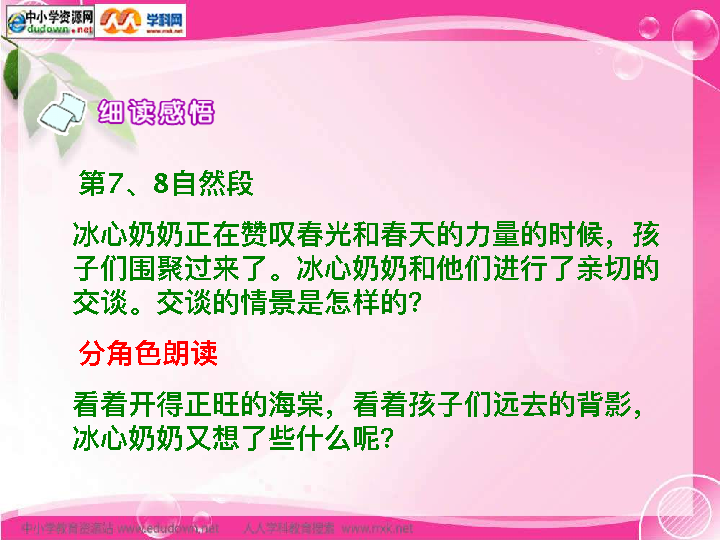 中小学资源网
dudown.net
学科网
www.nxk.net
细读感悟
第7、8自然段
冰心奶奶正在赞叹春光和春天的力量的时候，孩
子们围聚过来了。冰心奶奶和他们进行了亲切的
交谈。交谈的情景是怎样的？
分角色朗读
看着开得正旺的海棠，看着孩子们远去的背影，
冰心奶奶又想了些什么呢？
中小学教育资源站 www.edudown.net 人人学科教育搜索 www.nxk.net